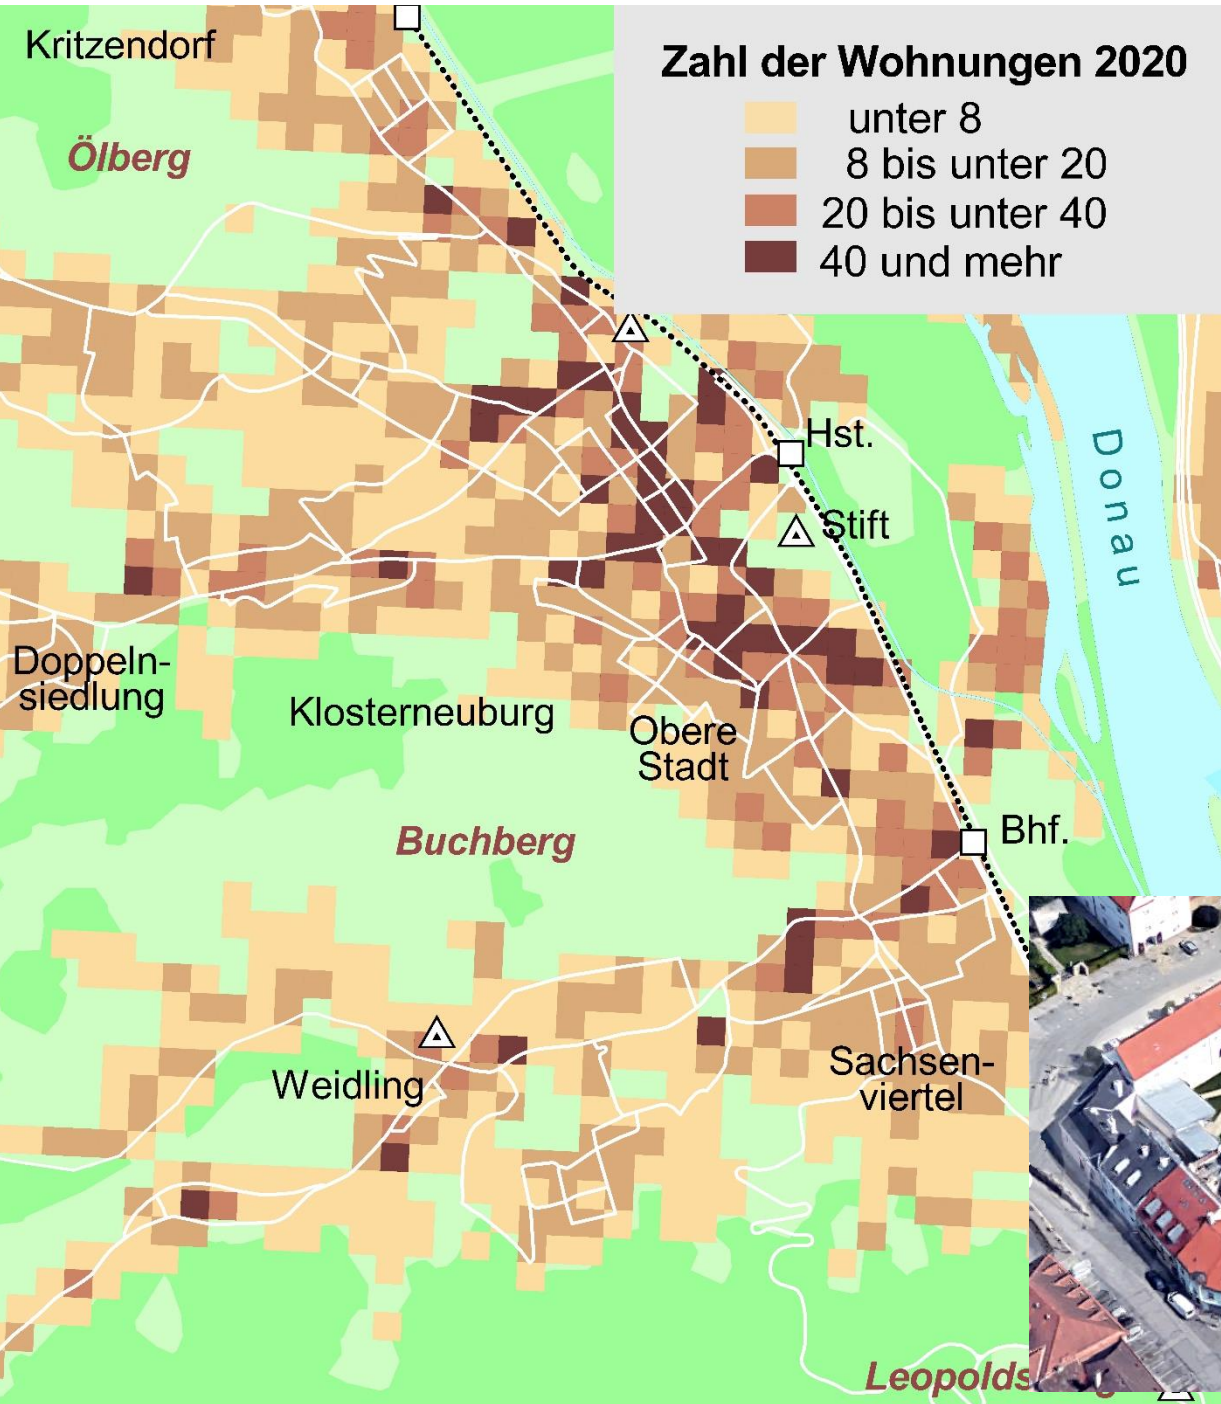 Kritzendorf
Zahl der Wohnungen 2020
unter 8
8 bis unter 20
20 bis unter 40
40 und mehr
Ölberg
Hst.
Donau
Stift
Doppeln-
siedlung
Klosterneuburg
Obere
Stadt
Buchberg
Bhf.
Weidling
Sachsen-
viertel